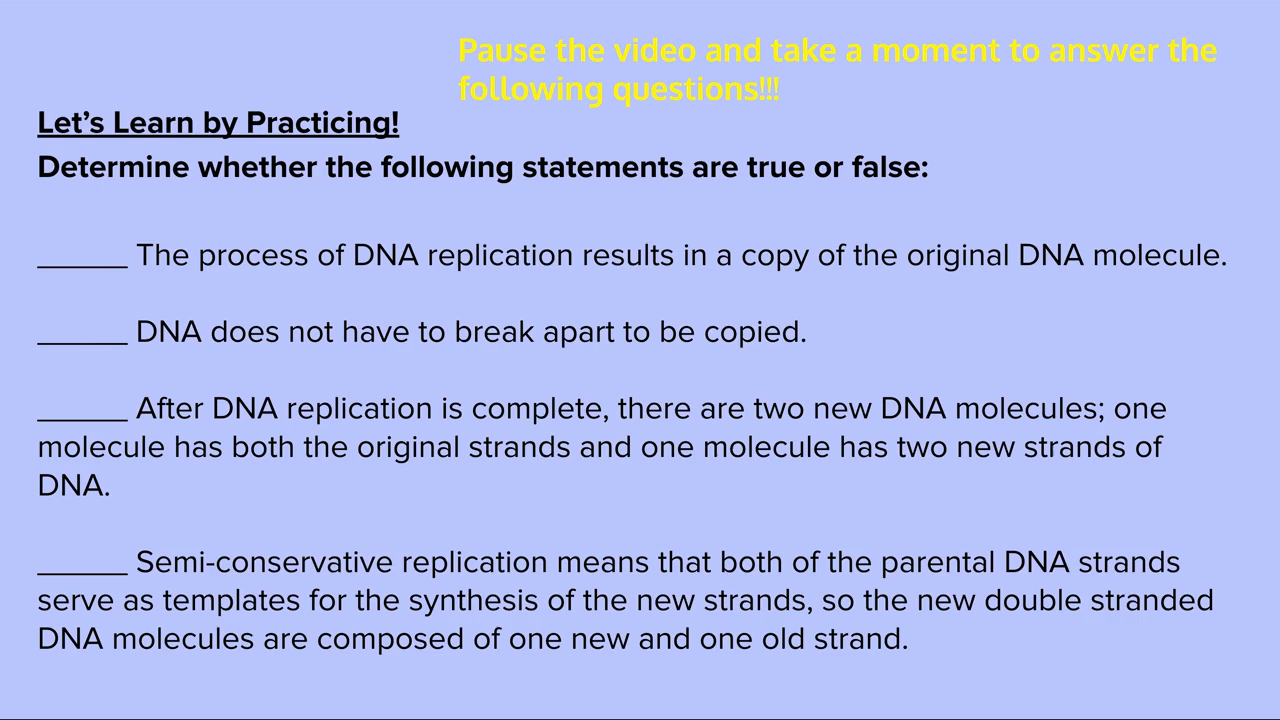 Pause the video and take a moment to answer the
following questions!!!
Let’s Learn by Practicing!
Determine whether the following statements are true or false:
______ The process of DNA replication results in a copy of the original DNA molecule.
______ DNA does not have to break apart to be copied.
______ After DNA replication is complete, there are two new DNA molecules; one
molecule has both the original strands and one molecule has two new strands of
DNA.
______ Semi-conservative replication means that both of the parental DNA strands
serve as templates for the synthesis of the new strands, so the new double stranded
DNA molecules are composed of one new and one old strand.